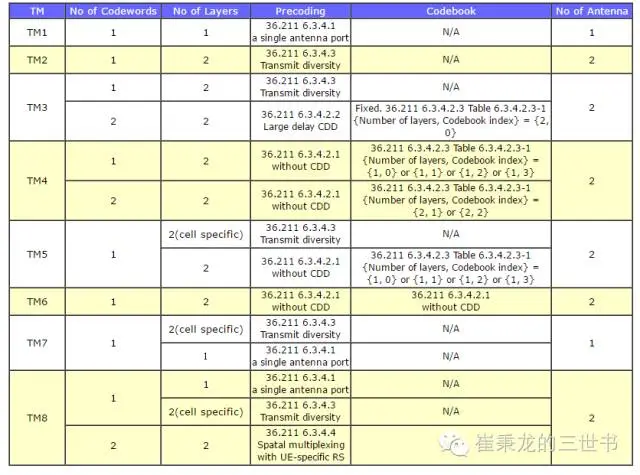 TM No of Codewords No of Layers Precoding Codebook No of Antenna
TM1 1 1 36.211 6.3.4.1 N/A 1
a single antenna port
TM2 1 2 36.211 6.3.4.3 N/A 2
Transmit diversity
TM3 2
1 2 36.211 6.3.4.3 N/A
Transmit diversity
2 2 36.211 6.3.4.2.2 Fixed. 36.211 6.3.4.2.3 Table 6.3.4.2.3-1
Large delay CDD {Number of layers, Codebook index} = {2,
0}
TM4 2
1 2 36.211 6.3.4.2.1 36.211 6.3.4.2.3 Table 6.3.4.2.3-1
without CDD {Number of layers, Codebook index} =
{1, 0} or {1, 1} or {1, 2} or {1, 3}
2 2 36.211 6.3.4.2.1 36.211 6.3.4.2.3 Table 6.3.4.2.3-1
without CDD {Number of layers, Codebook index} =
{2, 1} or {2, 2}
TM5 1 2
2(cell specific) 36.211 6.3.4.3 N/A
Transmit diversity
2 36.211 6.3.4.2.1 36.211 6.3.4.2.3 Table 6.3.4.2.3-1
without CDD {Number of layers, Codebook index} =
{1, 0} or {1, 1} or {1, 2} or {1, 3}
TM6 1 2 36.211 6.3.4.2.1 36.211 6.3.4.2.1 2
without CDD without CDD
TM7 1 1
2(cell specific) 36.211 6.3.4.3 N/A
Transmit diversity
1 36.211 6.3.4.1 N/A
a single antenna port
TM8 2
1 1 36.211 6.3.4.1 N/A
a single antenna port
2(cell specific) 36.211 6.3.4.3 N/A
Transmit diversity
2 2 36.211 6.3.4.4
Spatal multiplexing
with UE-specific RS
崔秉龙的三世书